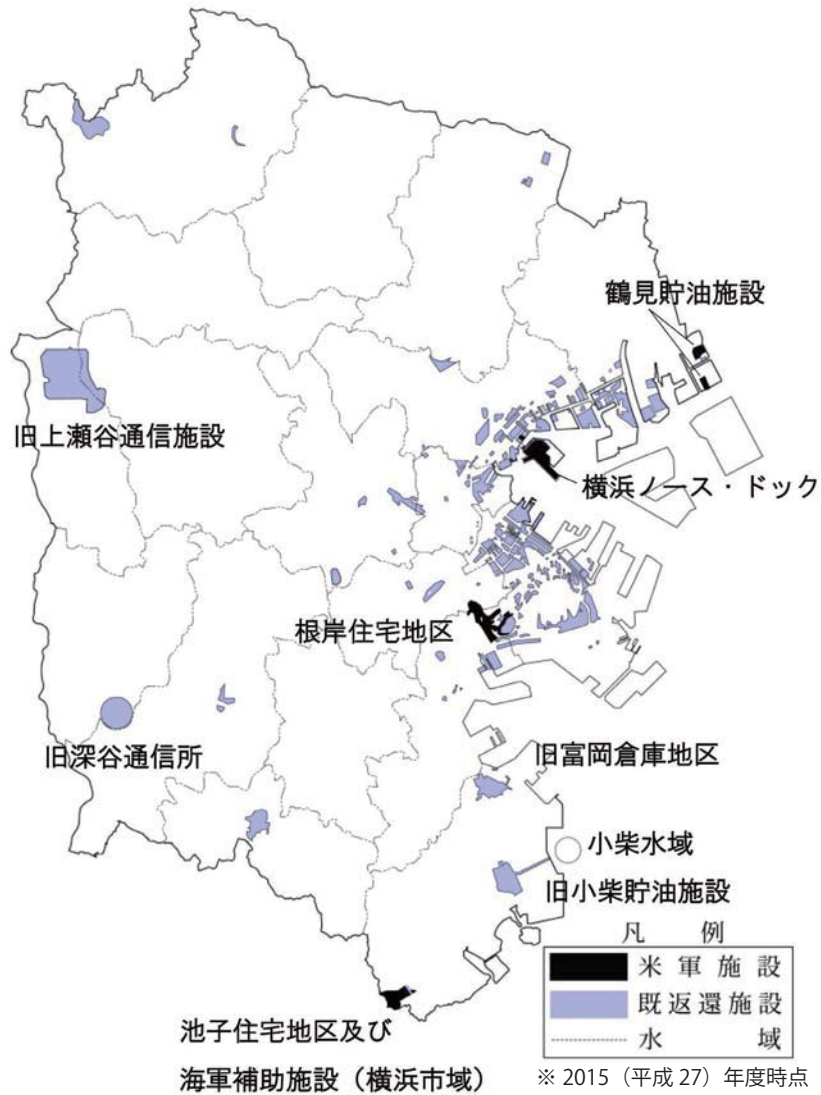 鶴見貯油施設
旧上瀬谷通信施設
横浜ノース・ドック
根岸住宅地区
旧深谷通信所
旧富岡倉庫地区
小柴水域
旧小柴貯油施設
凡 例
米軍施設
既返還施設
水 域
池子住宅地区及び
海軍補助施設（横浜市域）
※ 2015（平成 27）年度時点